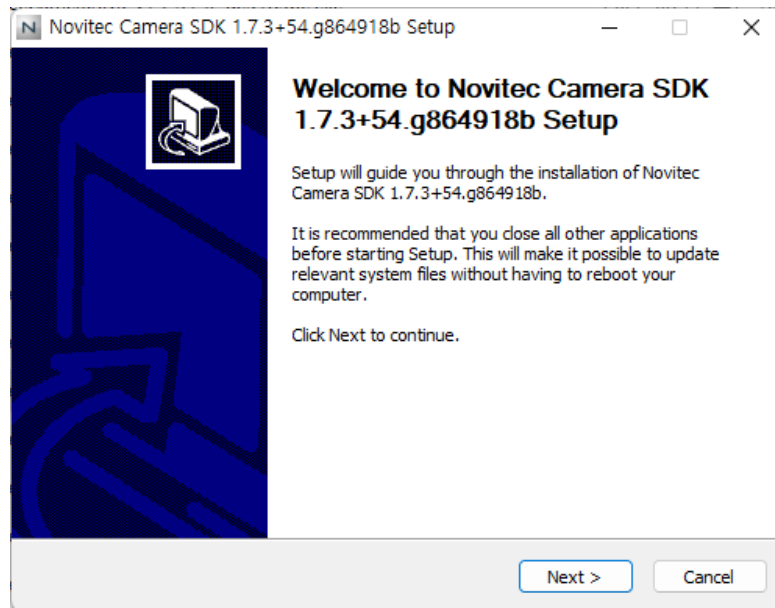 Novitec Camera SDK 1.7.3+54.g864918b Setup
Welcome to Novitec Camera SDK
1.7.3+54.g864918b Setup
Setup will guide you through the installation of Novitec
Camera SDK 1.7.3+54.g864918b.
It is recommended that you close all other applications
before starting Setup. This will make it possible to update
relevant system files without having to reboot your
computer.
Click Next to continue.
Next >
Cancel